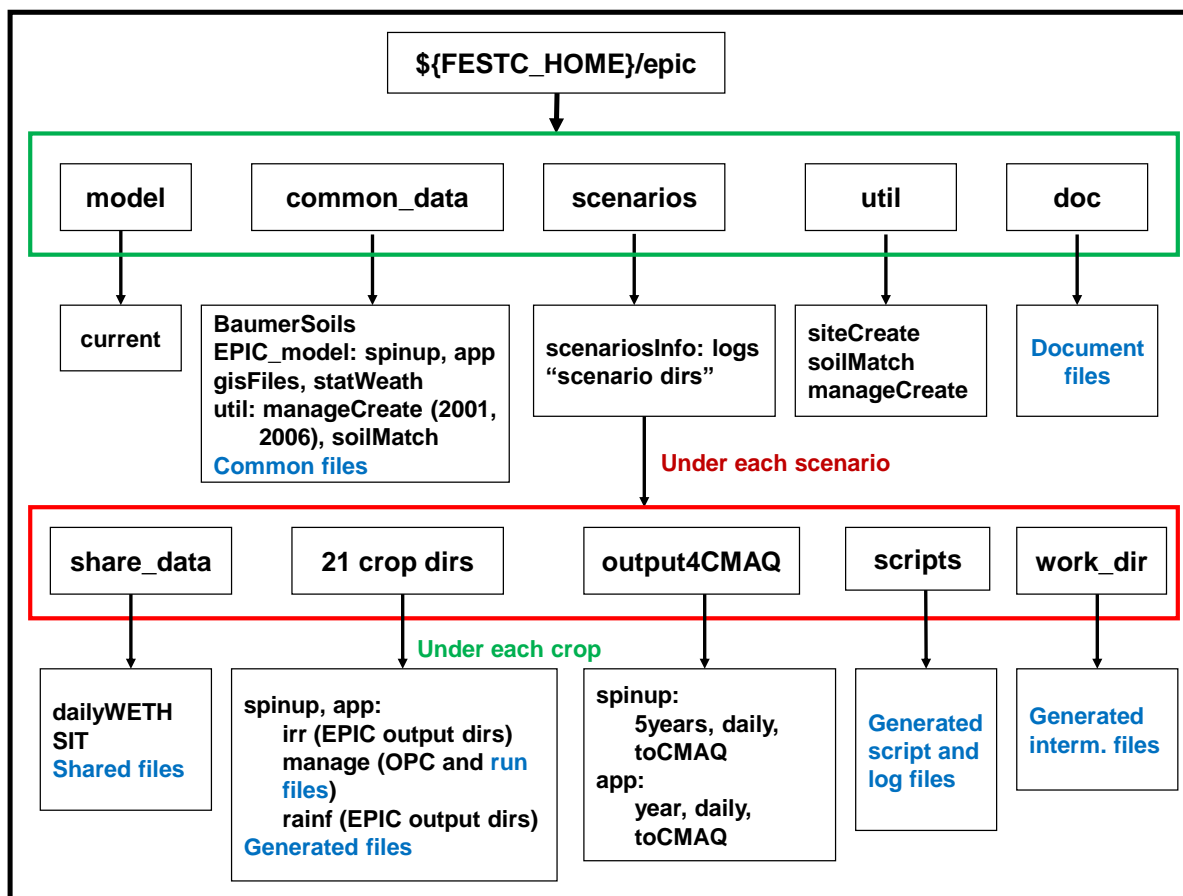 ${FESTC_HOME}/epic
model
common_data
scenarios
util
doc
current
BaumerSoils
EPIC_model: spinup, app
gisFiles, statWeath
util: manageCreate (2001,
2006), soilMatch
Common files
scenariosInfo: logs
“scenario dirs”
siteCreate
soilMatch
manageCreate
Document
files
Under each scenario
share_data
21 crop dirs
output4CMAQ
scripts
work_dir
Under each crop
dailyWETH
SIT
Shared files
spinup, app:
irr (EPIC output dirs)
manage (OPC and run
files)
rainf (EPIC output dirs)
Generated files
spinup:
5years, daily,
toCMAQ
app:
year, daily,
toCMAQ
Generated
script and
log files
Generated
interm. files